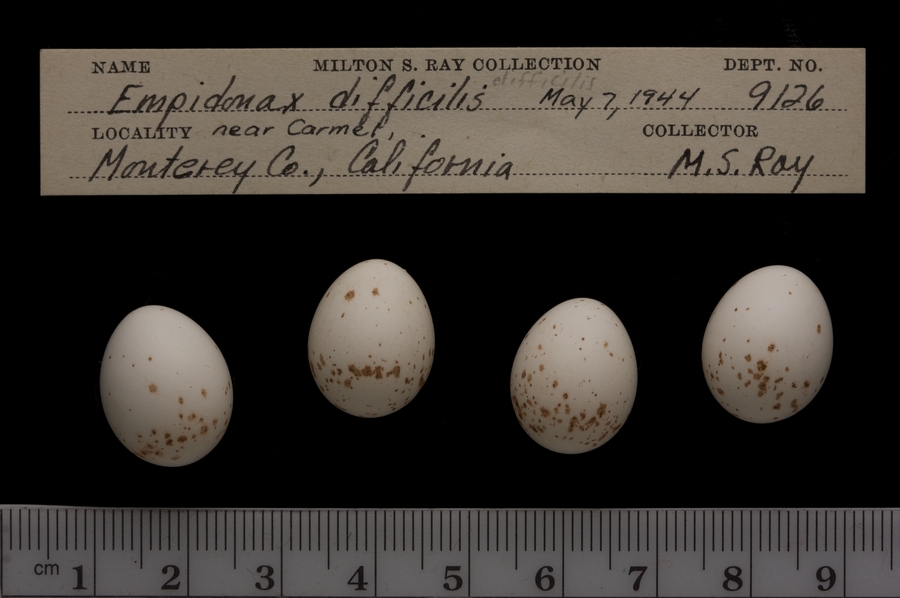 NAME MILTON S. RAY COLLECTION DEPT. NO.
difficilis
Empidonax difficilis May 7, 1944 9126
LOCALITY near Carmel, COLLECTOR
Monterey Co., California M.S. Ray
cm 1 2 3 4 5 6 7 8 9